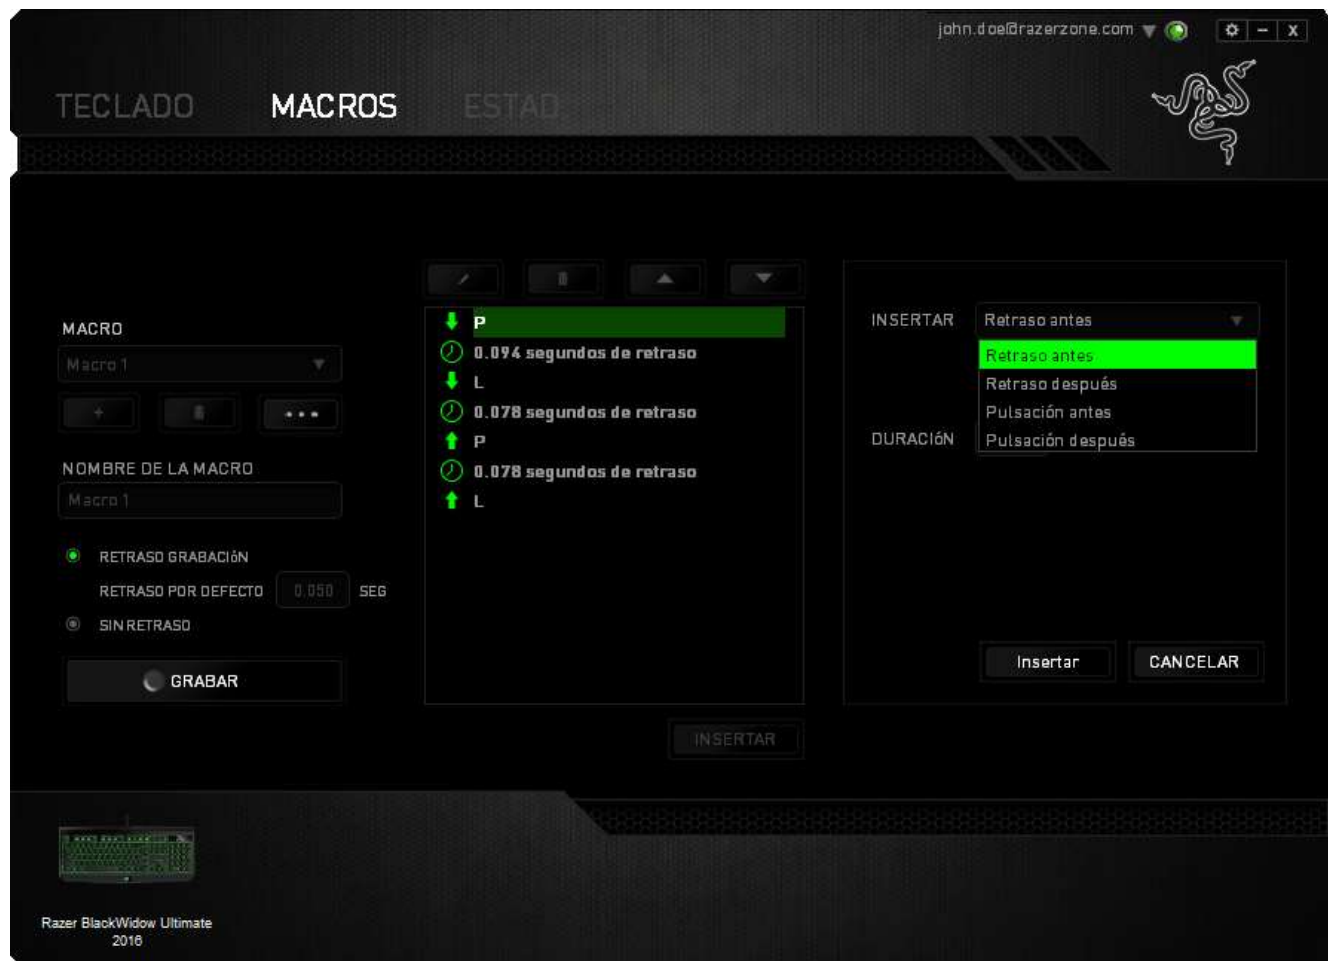 john.doe@razerzone.com
TECLADO MACROS ESTAD
MACRO
Macro 1
NOMBRE DE LA MACRO
Macro 1
RETRASO GRABACIóN
RETRASO POR DEFECTO 0.050 SEG
SIN RETRASO
GRABAR
P
0.094 segundos de retraso
L
0.078 segundos de retraso
P
0.078 segundos de retraso
L
INSERTAR
INSERTAR Retraso antes
Retraso antes
Retraso después
Pulsación antes
Pulsación después
DURACIóN
Insertar CANCELAR
Razer BlackWidow Ultimate
2016